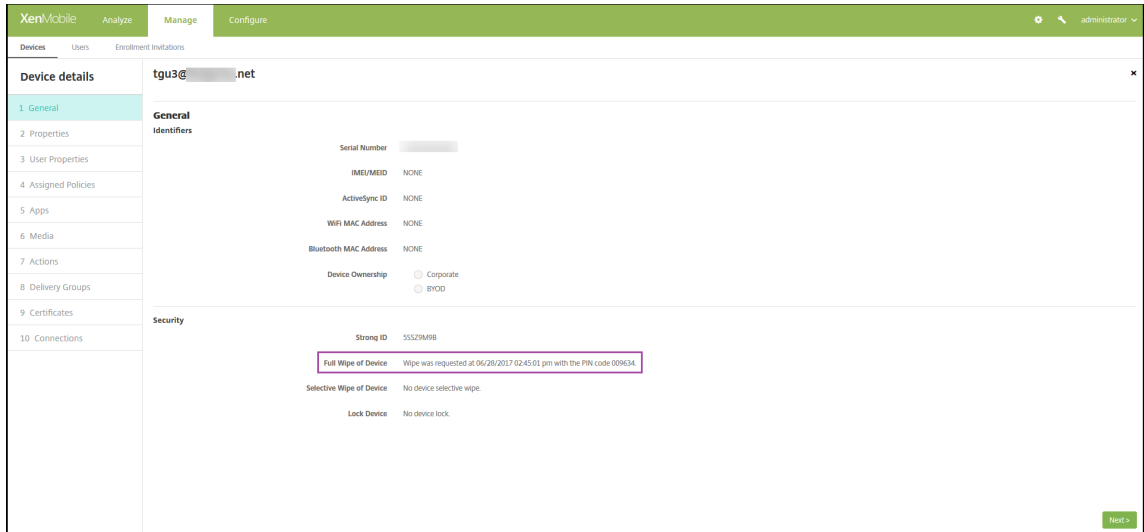 XenMobile Analyze Manage Configure administrator
Devices Users Enrollment Invitations
Device details
1 General
2 Properties
3 User Properties
4 Assigned Policies
5 Apps
6 Media
7 Actions
8 Delivery Groups
9 Certificates
10 Connections
tgu3@ .net
General
Identifiers
Serial Number
IMEI/MEID NONE
ActiveSync ID NONE
WiFi MAC Address NONE
Bluetooth MAC Address NONE
Device Ownership Corporate
BYOD
Security
Strong ID 5SSZ9M9B
Full Wipe of Device Wipe was requested at 06/28/2017 02:45:01 pm with the PIN code 009634.
Selective Wipe of Device No device selective wipe.
Lock Device No device lock.
Next >